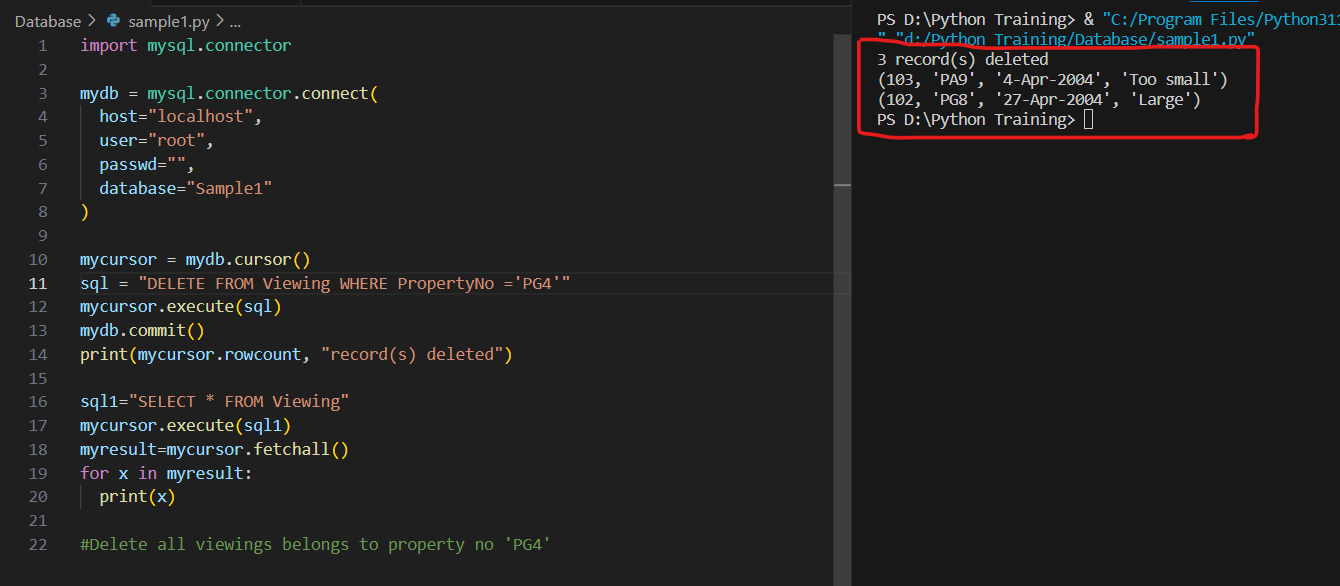 Database > sample1.py > ...
1 import mysql.connector
2
3 mydb = mysql.connector.connect(
4 host="localhost",
5 user="root",
6 passwd="",
7 database="Sample1"
8 )
9
10 mycursor = mydb.cursor()
11 sql = "DELETE FROM Viewing WHERE PropertyNo ='PG4'"
12 mycursor.execute(sql)
13 mydb.commit()
14 print(mycursor.rowcount, "record(s) deleted")
15
16 sql1="SELECT * FROM Viewing"
17 mycursor.execute(sql1)
18 myresult=mycursor.fetchall()
19 for x in myresult:
20 print(x)
21
22 #Delete all viewings belongs to property no 'PG4'
PS D:\Python Training> & "C:/Program Files/Python311
" "d:/Python Training/Database/sample1.py"
3 record(s) deleted
(103, 'PA9', '4-Apr-2004', 'Too small')
(102, 'PG8', '27-Apr-2004', 'Large')
PS D:\Python Training>